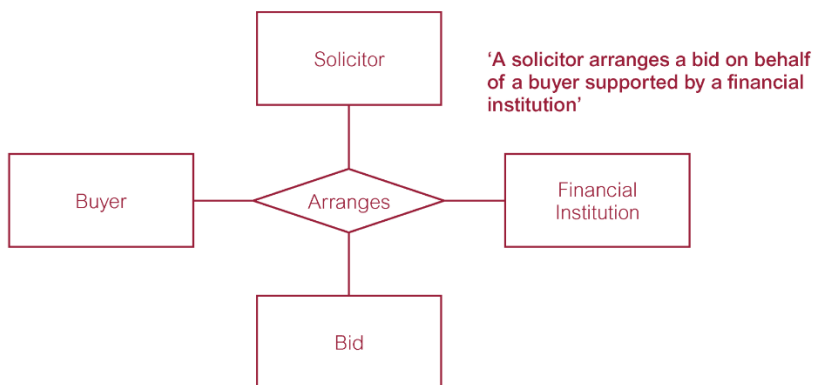 Solicitor
‘A solicitor arranges a bid on behalf
of a buyer supported by a financial
institution’
Buyer
Arranges
Financial
Institution
Bid